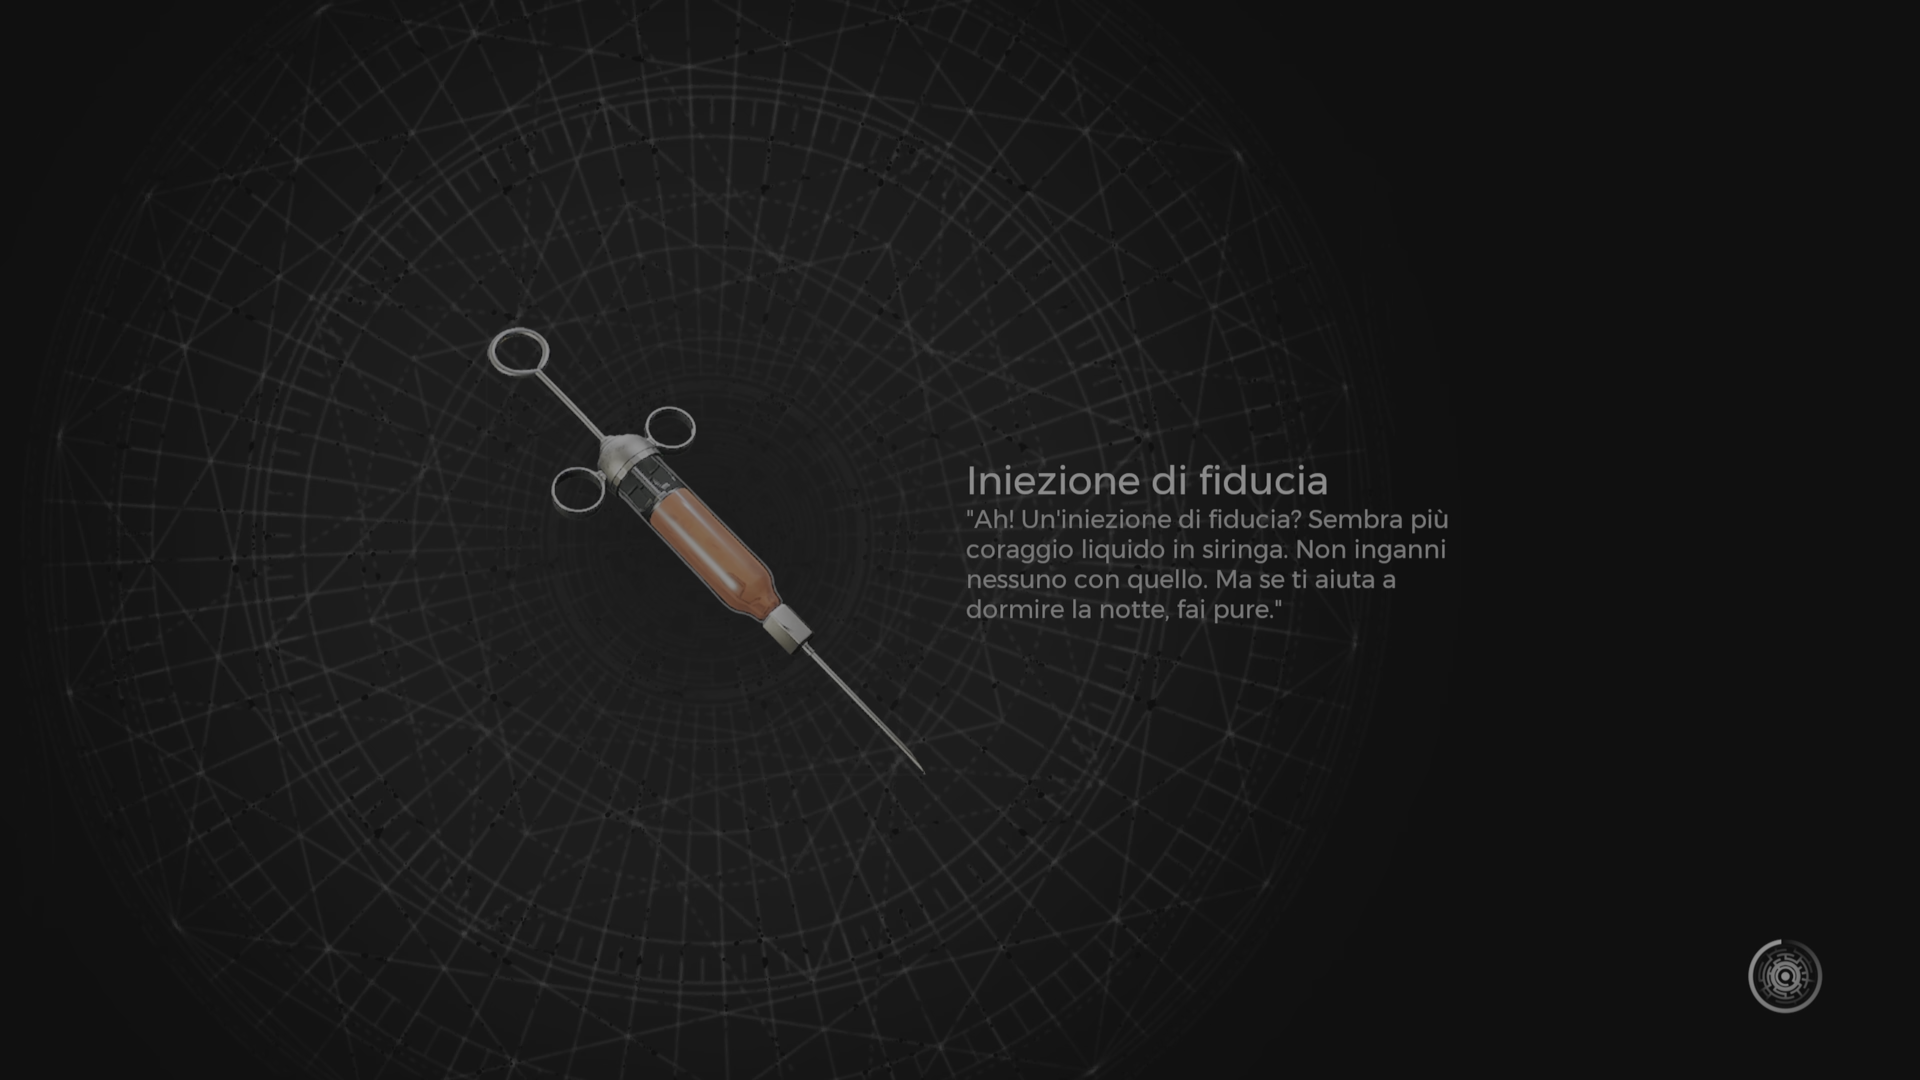 Iniezione di fiducia
"Ah! Un'iniezione di fiducia? Sembra più
coraggio liquido in siringa. Non inganni
nessuno con quello. Ma se ti aiuta a
dormire la notte, fai pure."